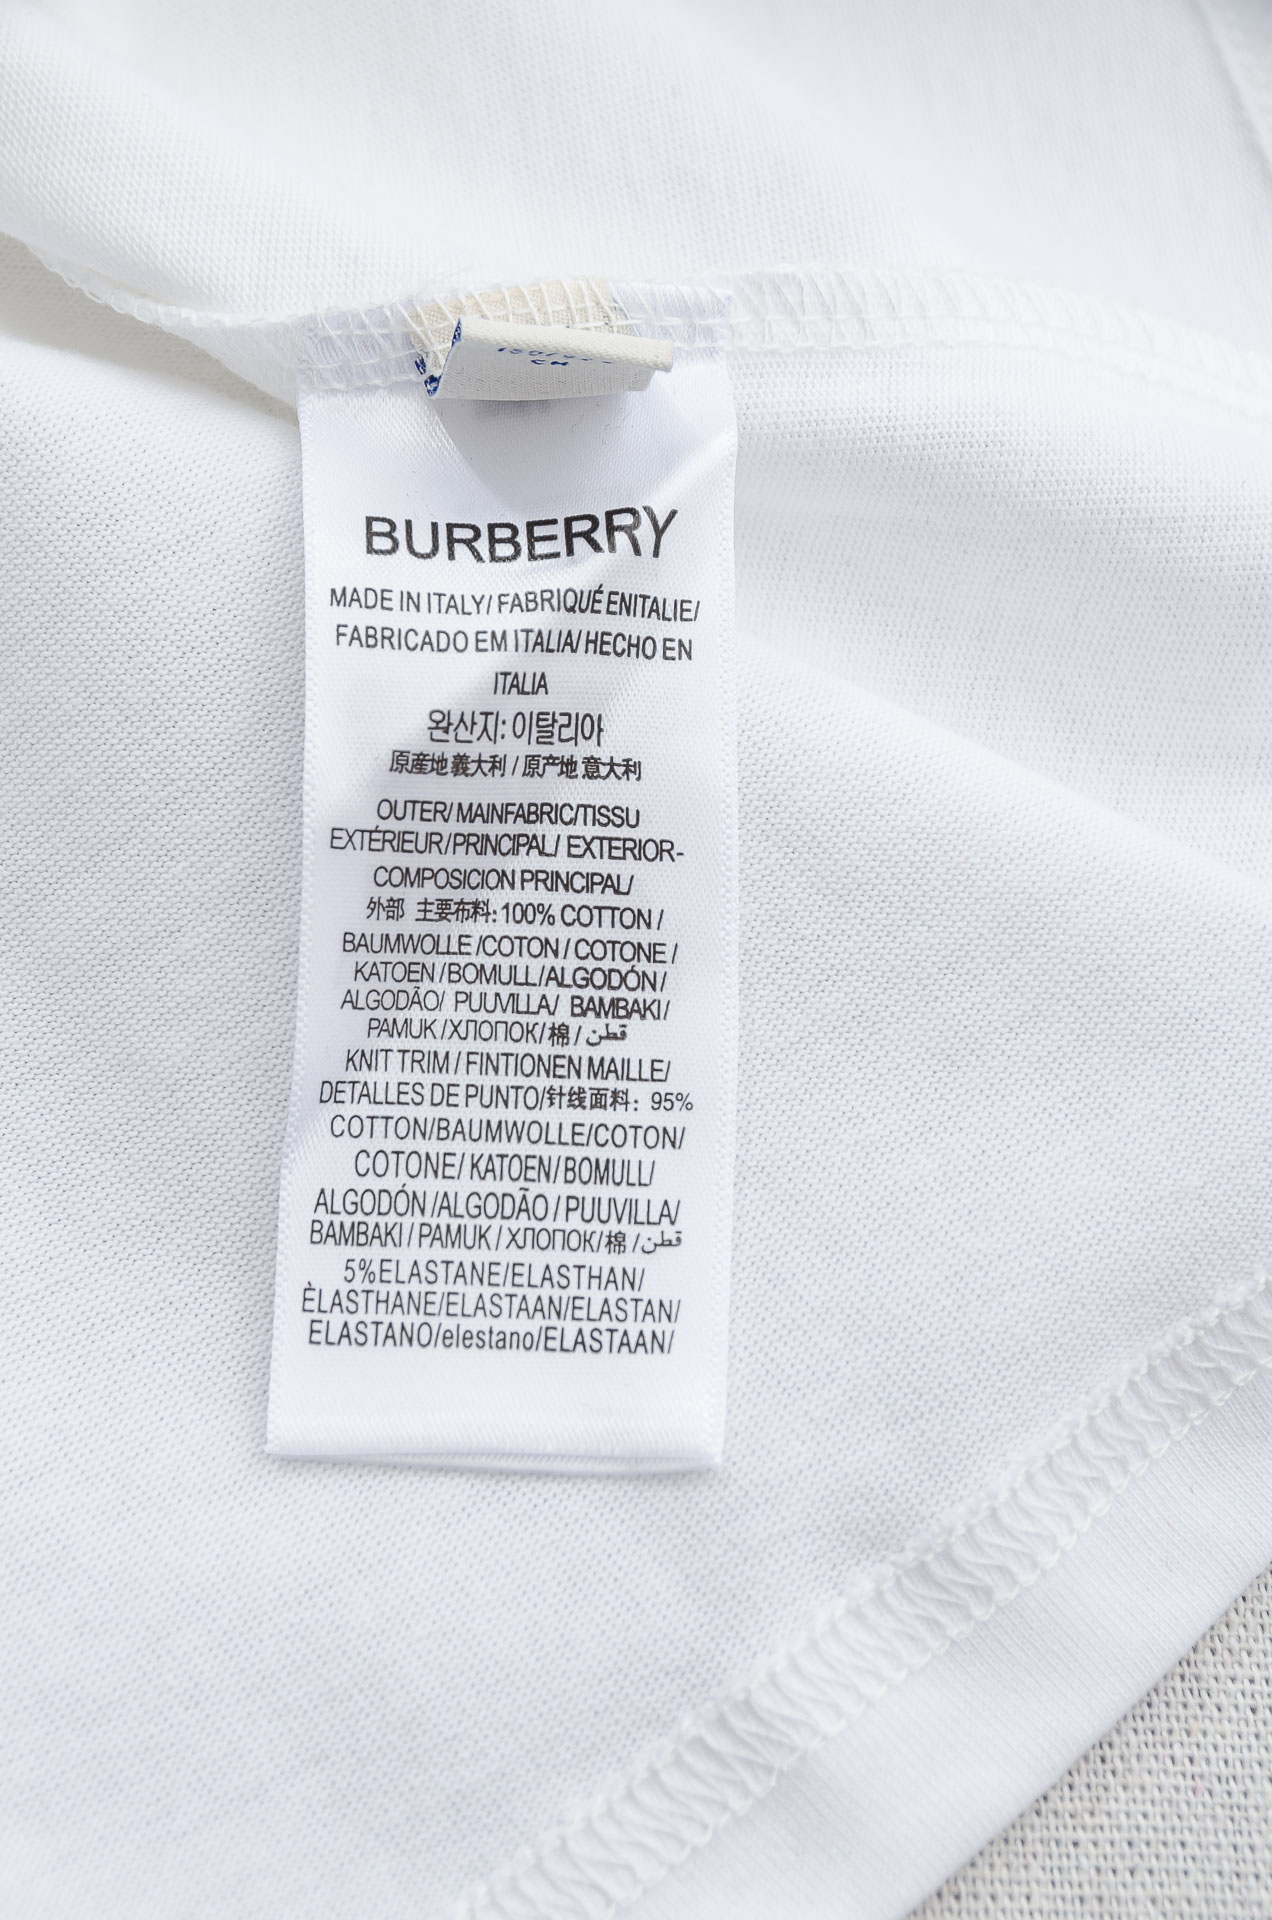 CH
BURBERRY
MADE IN ITALY/ FABRIQUÉ ENITALIE/
FABRICADO EM ITALIA/ HECHO EN
ITALIA
완산지: 이탈리아
原産地義大利 / 原产地意大利
OUTER/ MAINFABRIC/TISSU
EXTÉRIEUR/PRINCIPAL/ EXTERIOR-
COMPOSICION PRINCIPAL/
外部 主要布料: 100% COTTON /
BAUMWOLLE /COTON / COTONE /
KATOEN / BOMULL/ALGODÓN /
ALGODÃO/ PUUVILLA/ BAMBAKI /
PAMUK /ХЛОПОК/棉 / قطن
KNIT TRIM / FINTIONEN MAILLE/
DETALLES DE PUNTO/针线面料: 95%
COTTON/BAUMWOLLE/COTON/
COTONE/ KATOEN/ BOMULL/
ALGODÓN /ALGODÃO / PUUVILLA/
BAMBAKI / PAMUK / ХЛОПОК/棉 / قطن
5%ELASTANE/ELASTHAN/
ÈLASTHANE/ELASTAAN/ELASTAN/
ELASTANO/elestano/ELASTAAN/